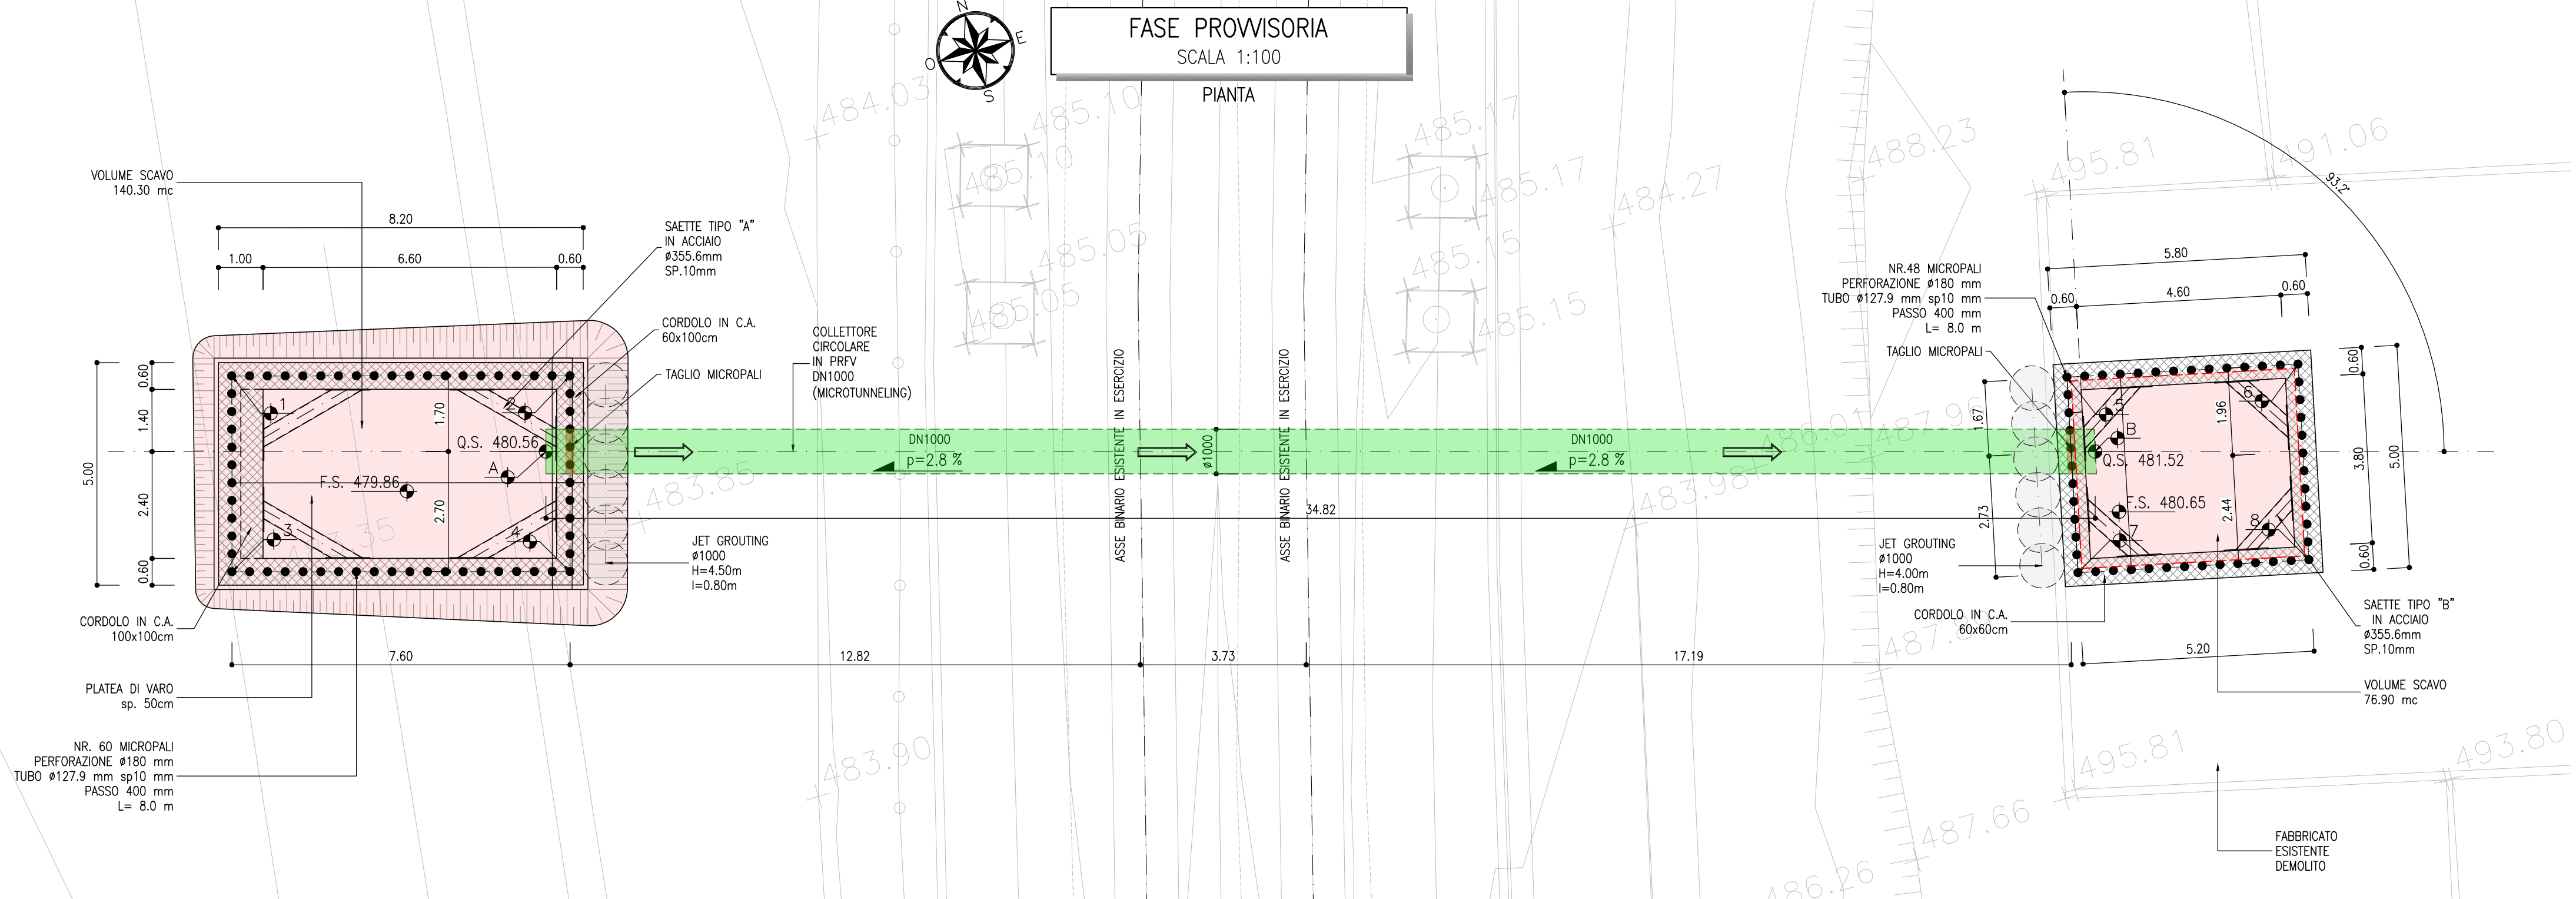 FASE PROVVISORIA
SCALA 1:100
PIANTA
N
E
S
O
VOLUME SCAVO
140.30 mc
8.20
1.00
6.60
0.60
SAETTE TIPO "A"
IN ACCIAIO
ø355.6mm
SP.10mm
CORDOLO IN C.A.
60x100cm
TAGLIO MICROPALI
COLLETTORE
CIRCOLARE
IN PRFV
DN1000
(MICROTUNNELING)
5.00
0.60
1.40
2.40
0.60
1
2
3
4
1.70
2.70
Q.S. 480.56
A
F.S. 479.86
JET GROUTING
ø1000
H=4.50m
I=0.80m
CORDOLO IN C.A.
100x100cm
PLATEA DI VARO
sp. 50cm
NR. 60 MICROPALI
PERFORAZIONE ø180 mm
TUBO ø127.9 mm sp10 mm
PASSO 400 mm
L= 8.0 m
7.60
12.82
3.73
17.19
5.20
34.82
DN1000
p=2.8 %
ø1000
DN1000
p=2.8 %
ASSE BINARIO ESISTENTE IN ESERCIZIO
ASSE BINARIO ESISTENTE IN ESERCIZIO
484.03
485.10
485.10
485.05
485.05
485.17
485.17
485.15
485.15
484.27
488.23
495.81
491.06
483.85
483.98
486.01
487.96
483.90
487.66
486.26
495.81
493.80
93.2°
NR.48 MICROPALI
PERFORAZIONE ø180 mm
TUBO ø127.9 mm sp10 mm
PASSO 400 mm
L= 8.0 m
TAGLIO MICROPALI
5.80
0.60
4.60
0.60
1.67
2.73
5
6
7
8
B
Q.S. 481.52
F.S. 480.65
1.96
2.44
0.60
3.80
0.60
5.00
JET GROUTING
ø1000
H=4.00m
I=0.80m
CORDOLO IN C.A.
60x60cm
SAETTE TIPO "B"
IN ACCIAIO
ø355.6mm
SP.10mm
VOLUME SCAVO
76.90 mc
FABBRICATO
ESISTENTE
DEMOLITO